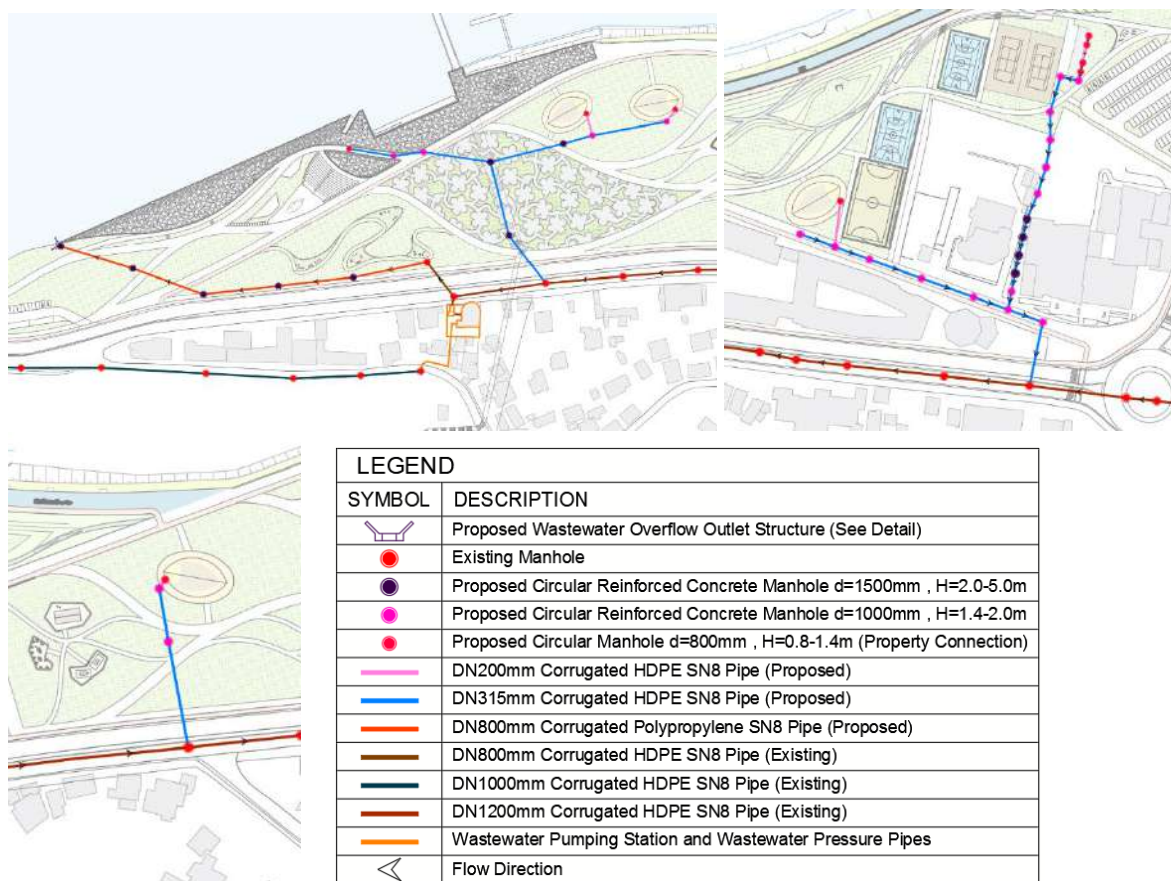 LEGEND
SYMBOL DESCRIPTION
Proposed Wastewater Overflow Outlet Structure (See Detail)
Existing Manhole
Proposed Circular Reinforced Concrete Manhole d=1500mm , H=2.0-5.0m
Proposed Circular Reinforced Concrete Manhole d=1000mm , H=1.4-2.0m
Proposed Circular Manhole d=800mm , H=0.8-1.4m (Property Connection)
DN200mm Corrugated HDPE SN8 Pipe (Proposed)
DN315mm Corrugated HDPE SN8 Pipe (Proposed)
DN800mm Corrugated Polypropylene SN8 Pipe (Proposed)
DN800mm Corrugated HDPE SN8 Pipe (Existing)
DN1000mm Corrugated HDPE SN8 Pipe (Existing)
DN1200mm Corrugated HDPE SN8 Pipe (Existing)
Wastewater Pumping Station and Wastewater Pressure Pipes
Flow Direction